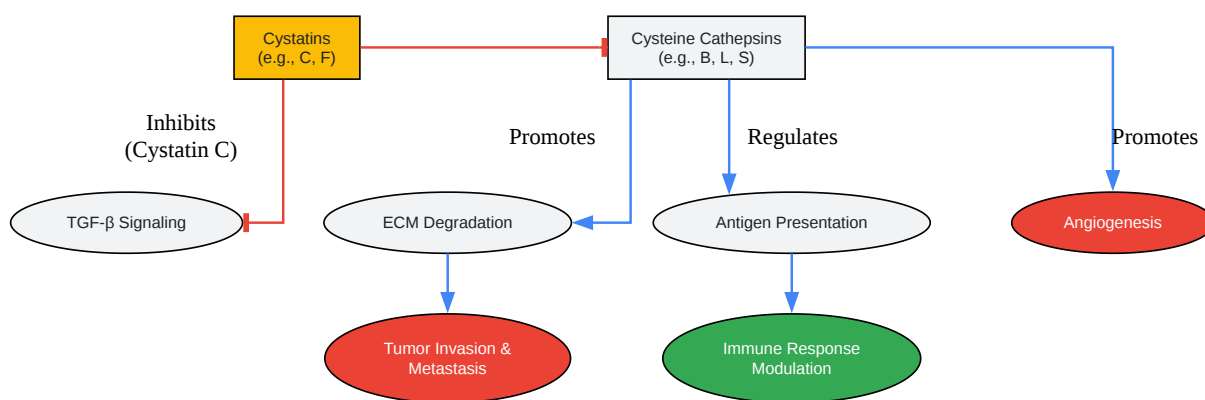 Cystatins
(e.g., C, F)
Cysteine Cathepsins
(e.g., B, L, S)
Inhibits
(Cystatin C)
Promotes
Regulates
Promotes
TGF-β Signaling
ECM Degradation
Antigen Presentation
Angiogenesis
Tumor Invasion &
Metastasis
Immune Response
Modulation